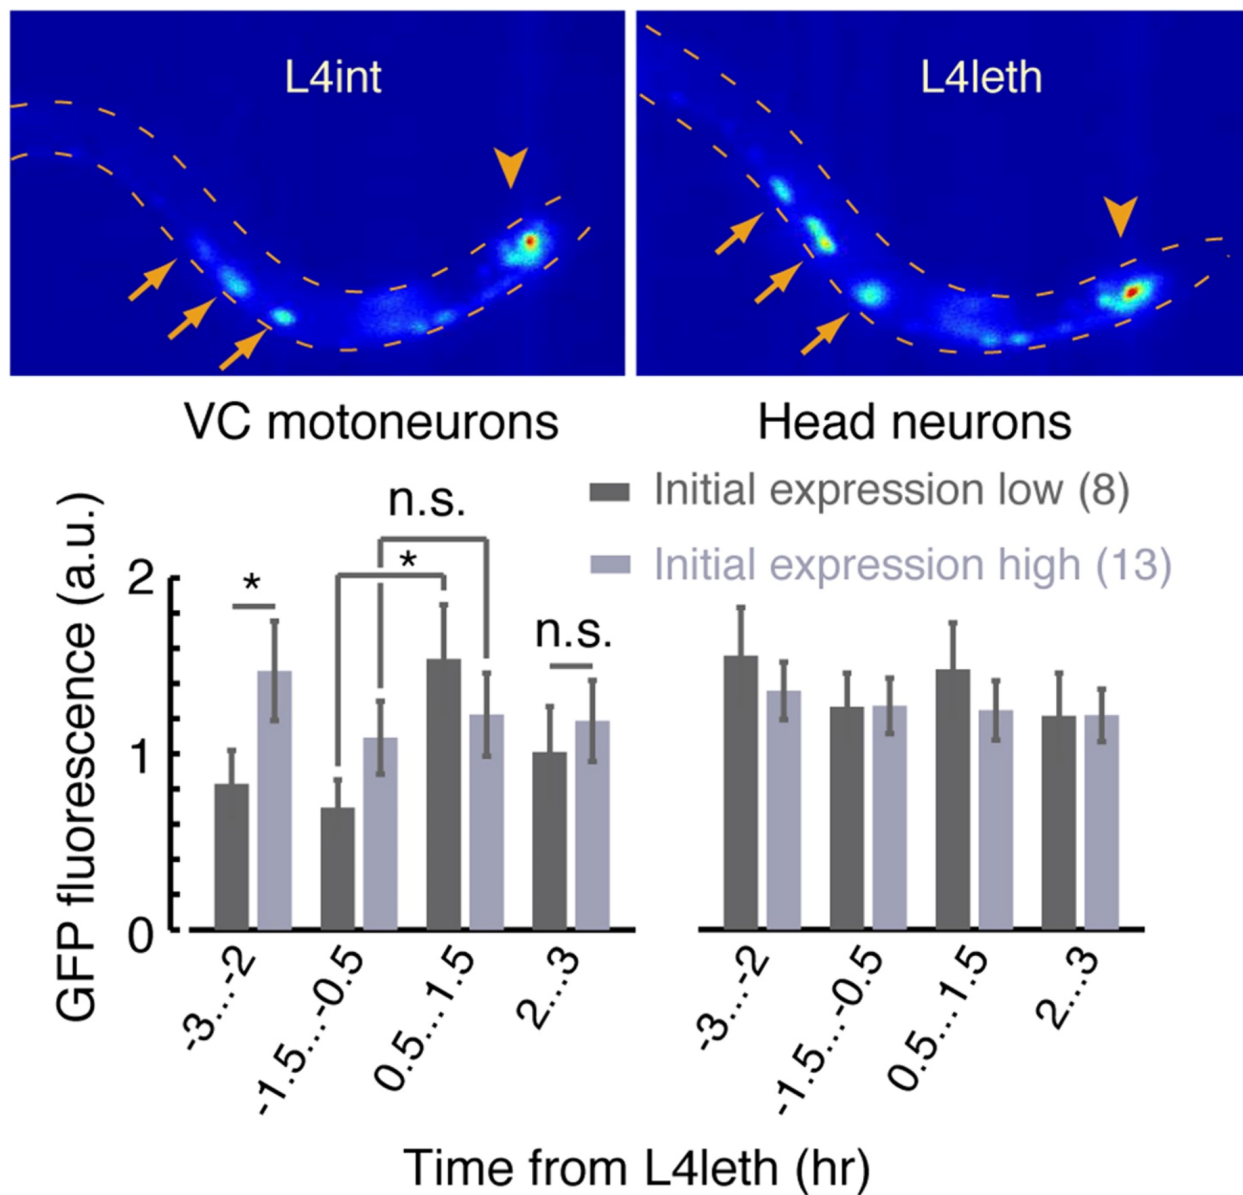 L4int
L4leth
VC motoneurons
Head neurons
Initial expression low (8)
Initial expression high (13)
GFP fluorescence (a.u.)
2
1
0
*
*
n.s.
n.s.
-3...-2
-1.5...-0.5
0.5...1.5
2...3
-3...-2
-1.5...-0.5
0.5...1.5
2...3
Time from L4leth (hr)